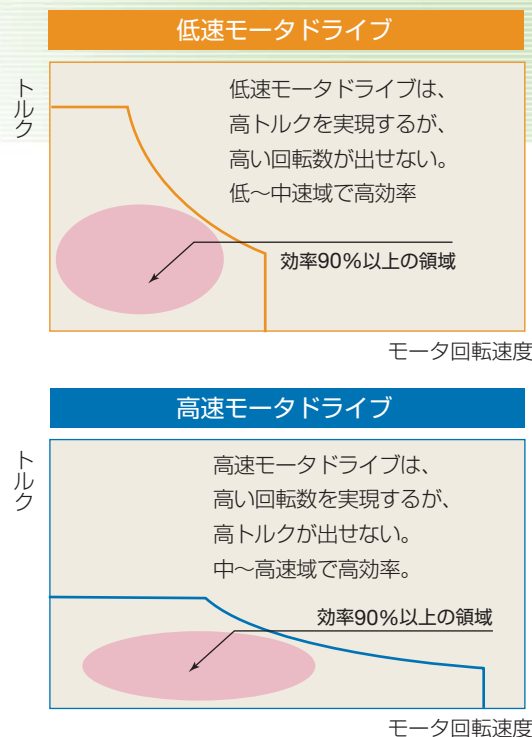 低速モータドライブ
トルク
低速モータドライブは、
高トルクを実現するが、
高い回転数が出せない。
低～中速域で高効率
効率90％以上の領域
モータ回転速度
高速モータドライブ
トルク
高速モータドライブは、
高い回転数を実現するが、
高トルクが出せない。
中～高速域で高効率。
効率90％以上の領域
モータ回転速度